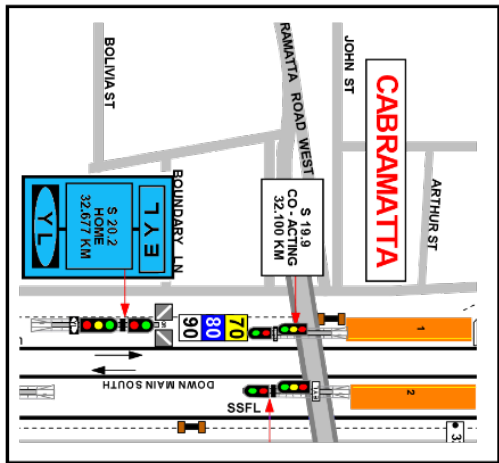 BOLIVIA ST
RAMATTA ROAD WEST
JOHN ST
CABRAMATTA
ARTHUR ST
BOUNDARY LN
EYL
S 20.2
HOME
32.677 KM
YL
S 19.9
CO - ACTING
32.100 KM
90
80
70
1
DOWN MAIN SOUTH
SSFL
2